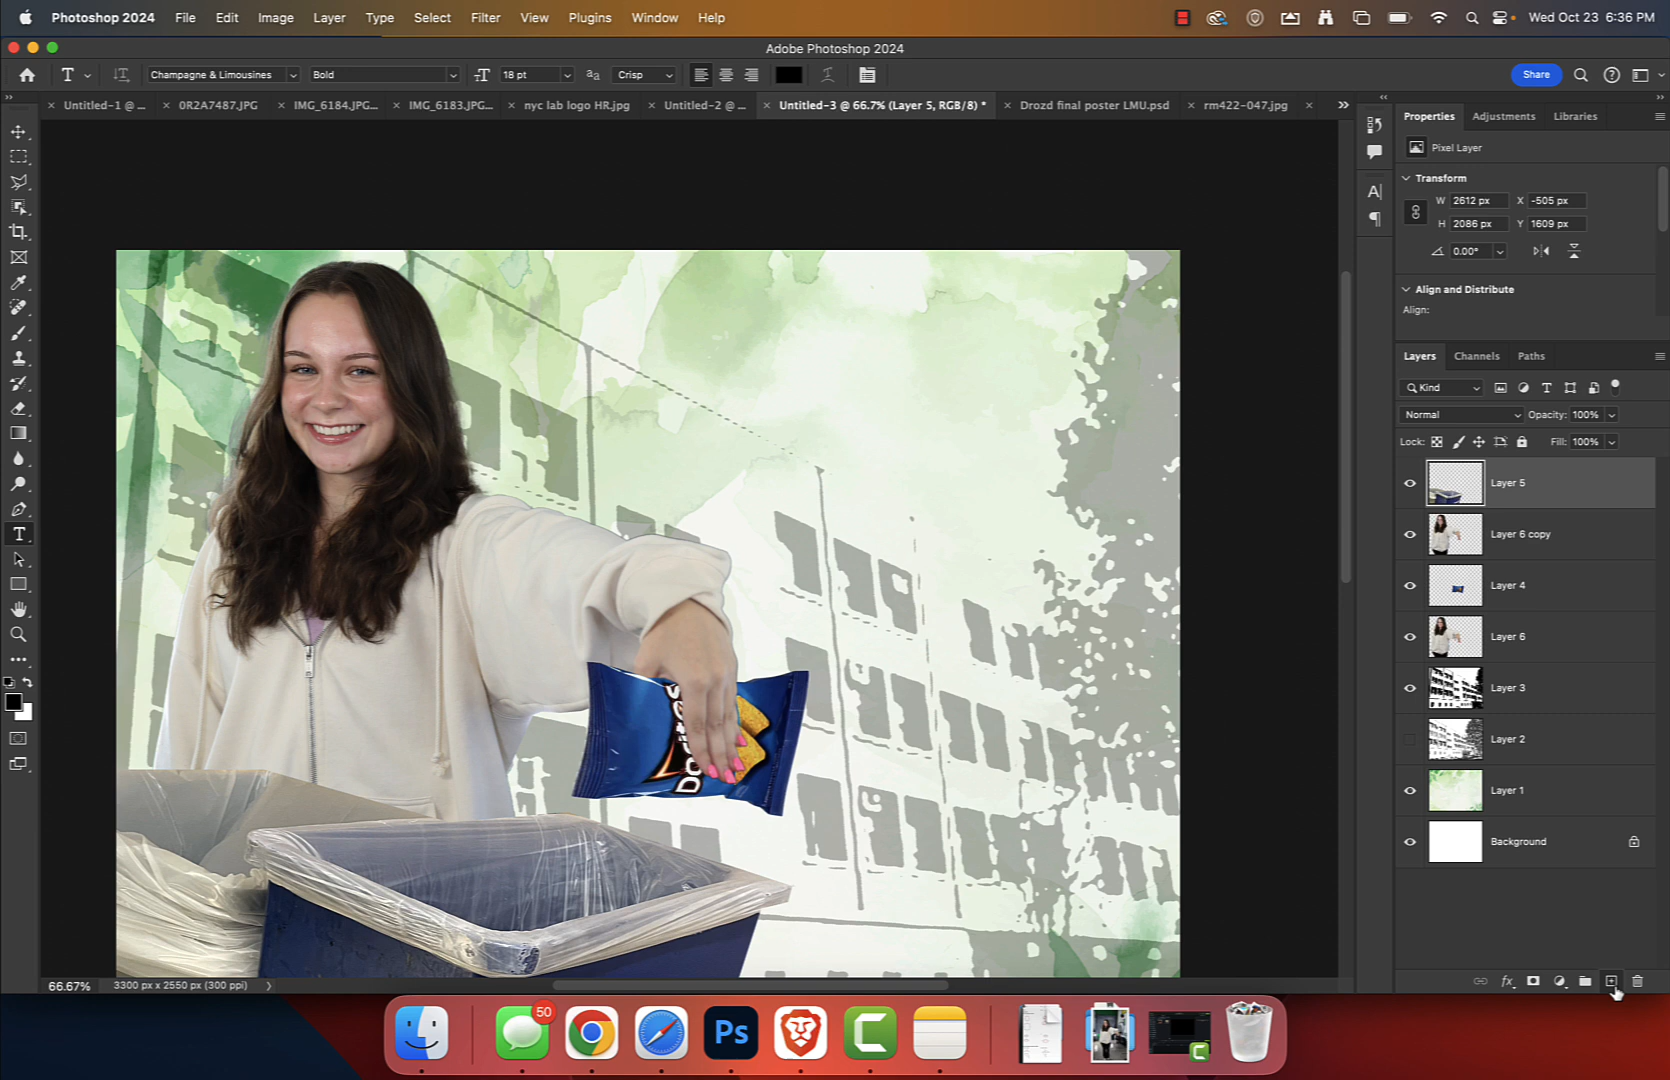 Photoshop 2024 File Edit Image Layer Type Select Filter View Plugins Window Help Wed Oct 23 6:36 PM
Adobe Photoshop 2024
T T Champagne & Limousines Bold T 18 pt aa Crisp Share
Untitled-1 @ ... 0R2A7487.JPG IMG_6184.JPG... IMG_6183.JPG... nyc lab logo HR.jpg Untitled-2 @ ... Untitled-3 @ 66.7% (Layer 5, RGB/8) * Drozd final poster LMU.psd rm422-047.jpg
Properties Adjustments Libraries
Pixel Layer
Transform
W 2612 px X -505 px
H 2086 px Y 1609 px
0.00°
Align and Distribute
Align:
Layers Channels Paths
Kind
Normal Opacity: 100%
Lock: Fill: 100%
Layer 5
Layer 6 copy
Layer 4
Layer 6
Layer 3
Layer 2
Layer 1
Background
Doritos
66.67% 3300 px x 2550 px (300 ppi)
fx
50
Ps
C